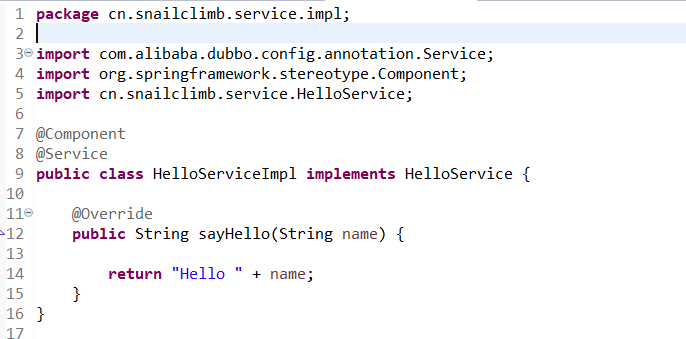 1 package cn.snailclimb.service.impl;
2
3 import com.alibaba.dubbo.config.annotation.Service;
4 import org.springframework.stereotype.Component;
5 import cn.snailclimb.service.HelloService;
6
7 @Component
8 @Service
9 public class HelloServiceImpl implements HelloService {
10
11 @Override
12 public String sayHello(String name) {
13
14 return "Hello " + name;
15 }
16 }
17